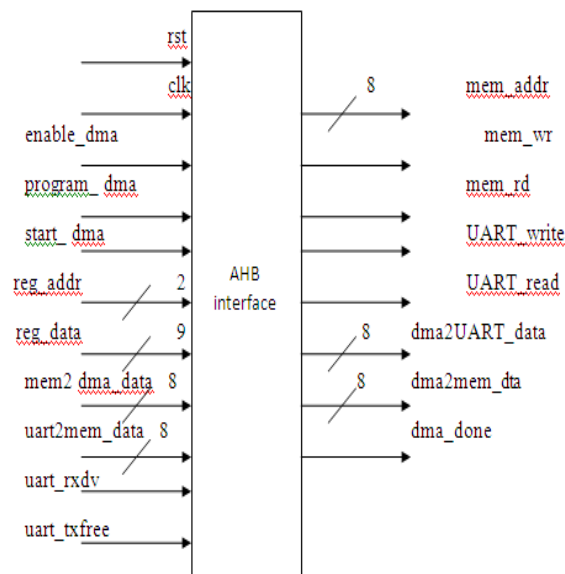 rst
clk
enable_dma
program_ dma
start_ dma
reg_addr 2
reg_data 9
mem2 dma_data 8
uart2mem_data 8
uart_rxdv
uart_txfree
AHB
interface
8 mem_addr
mem_wr
mem_rd
UART_write
UART_read
8 dma2UART_data
8 dma2mem_dta
dma_done